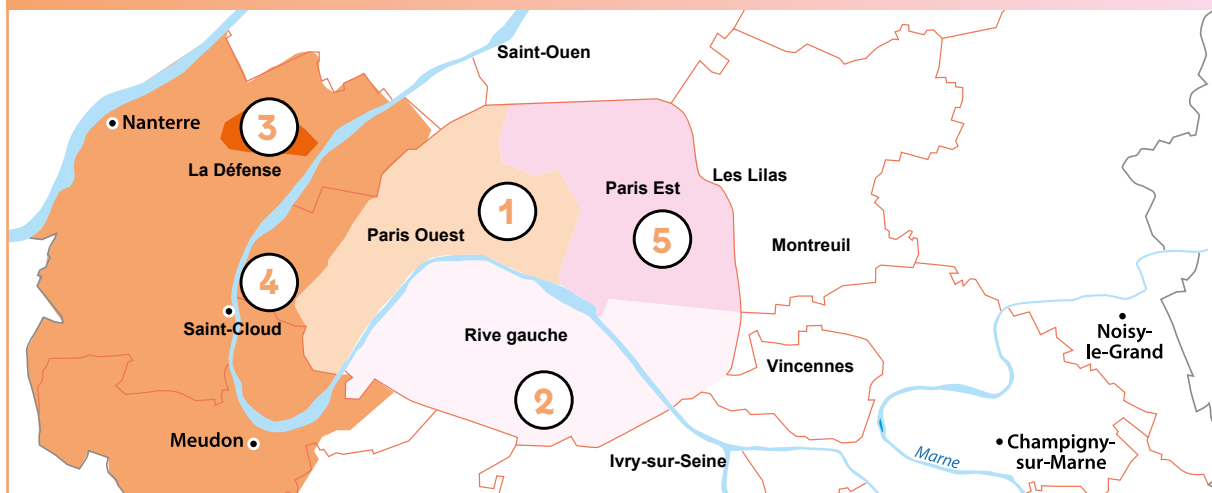 Saint-Ouen
Nanterre
3
La Défense
Les Lilas
Paris Est
1
Paris Ouest
5
Montreuil
4
Saint-Cloud
Rive gauche
Noisy-
le-Grand
Vincennes
2
Meudon
Ivry-sur-Seine
Marne
Champigny-
sur-Marne